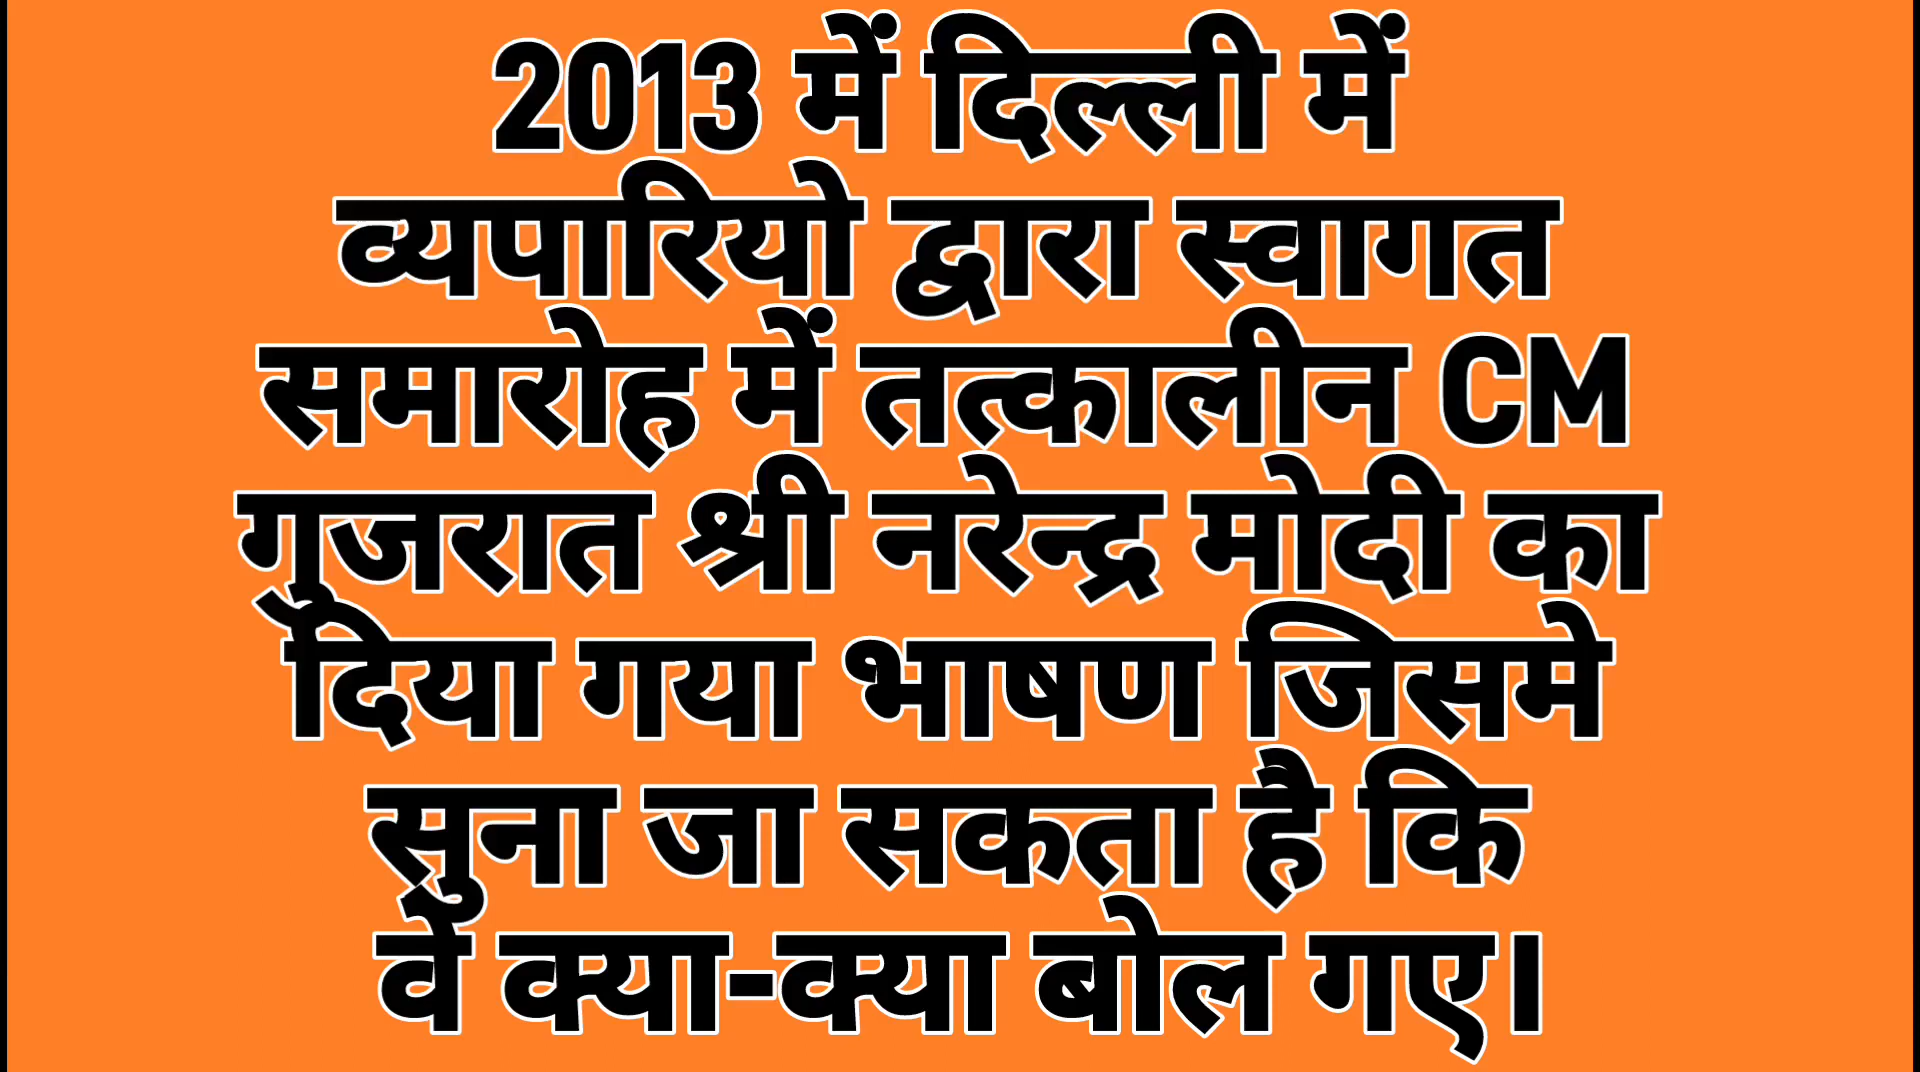 2013 में दिल्ली में
व्यपारियो द्वारा स्वागत
समारोह में तत्कालीन CM
गुजरात श्री नरेन्द्र मोदी का
दिया गया भाषण जिसमे
सुना जा सकता है कि
वे क्या-क्या बोल गए।